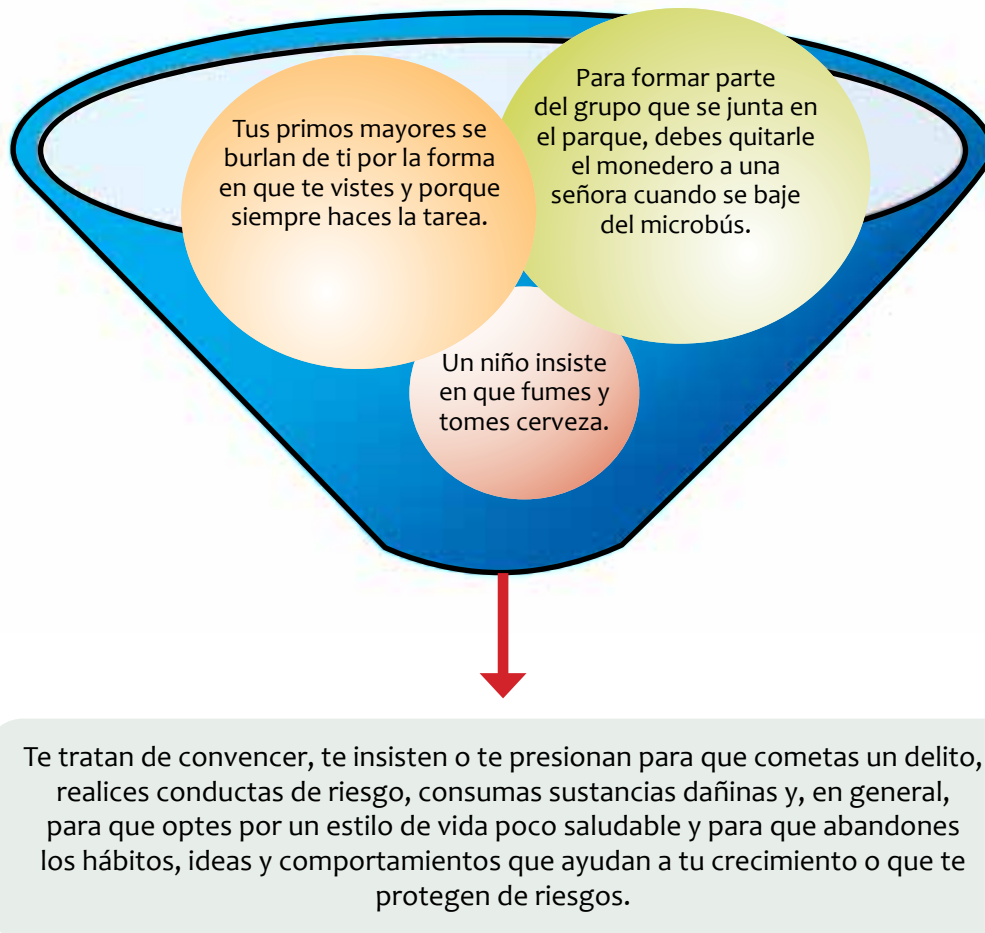 Tus primos mayores se
burlan de ti por la forma
en que te vistes y porque
siempre haces la tarea.
Para formar parte
del grupo que se junta en
el parque, debes quitarle
el monedero a una
señora cuando se baje
del microbús.
Un niño insiste
en que fumes y
tomes cerveza.
Te tratan de convencer, te insisten o te presionan para que cometas un delito,
realices conductas de riesgo, consumas sustancias dañinas y, en general,
para que optes por un estilo de vida poco saludable y para que abandones
los hábitos, ideas y comportamientos que ayudan a tu crecimiento o que te
protegen de riesgos.